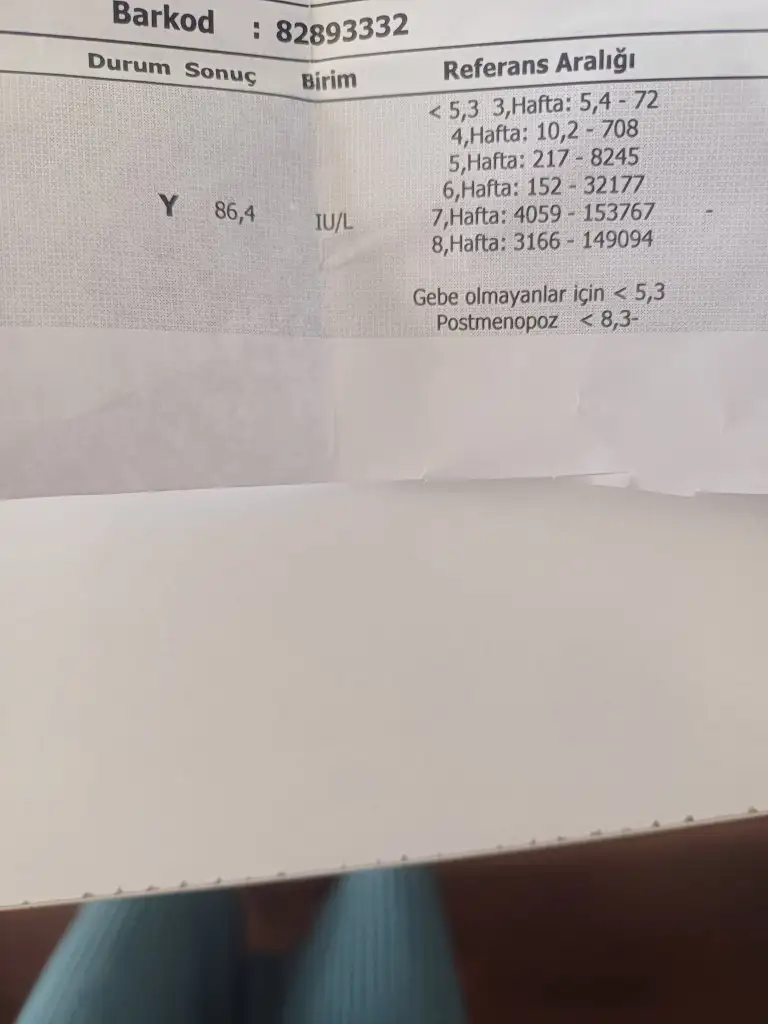 Barkod : 82893332
Durum Sonuç Birim Referans Aralığı
< 5,3 3,Hafta: 5,4 - 72
4,Hafta: 10,2 - 708
5,Hafta: 217 - 8245
6,Hafta: 152 - 32177
Y 86,4 IU/L 7,Hafta: 4059 - 153767 -
8,Hafta: 3166 - 149094
Gebe olmayanlar için < 5,3
Postmenopoz < 8,3-